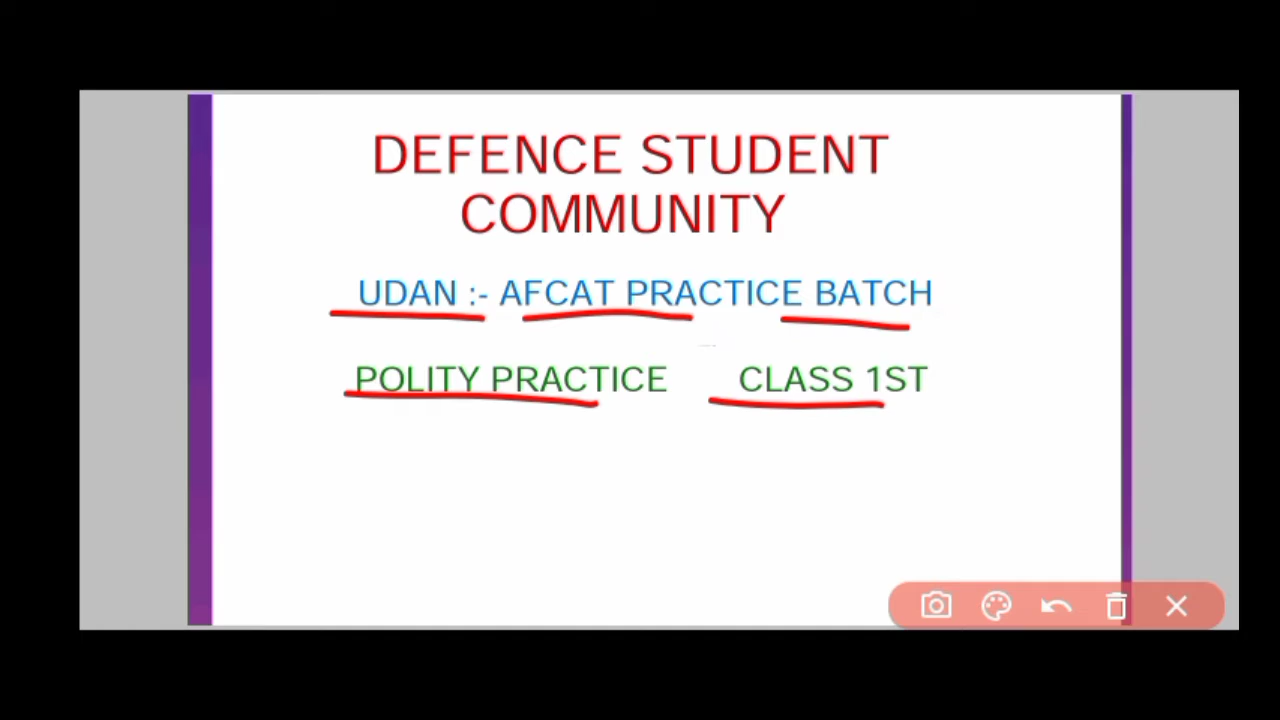 DEFENCE STUDENT
COMMUNITY
UDAN :- AFCAT PRACTICE BATCH
POLITY PRACTICE CLASS 1ST